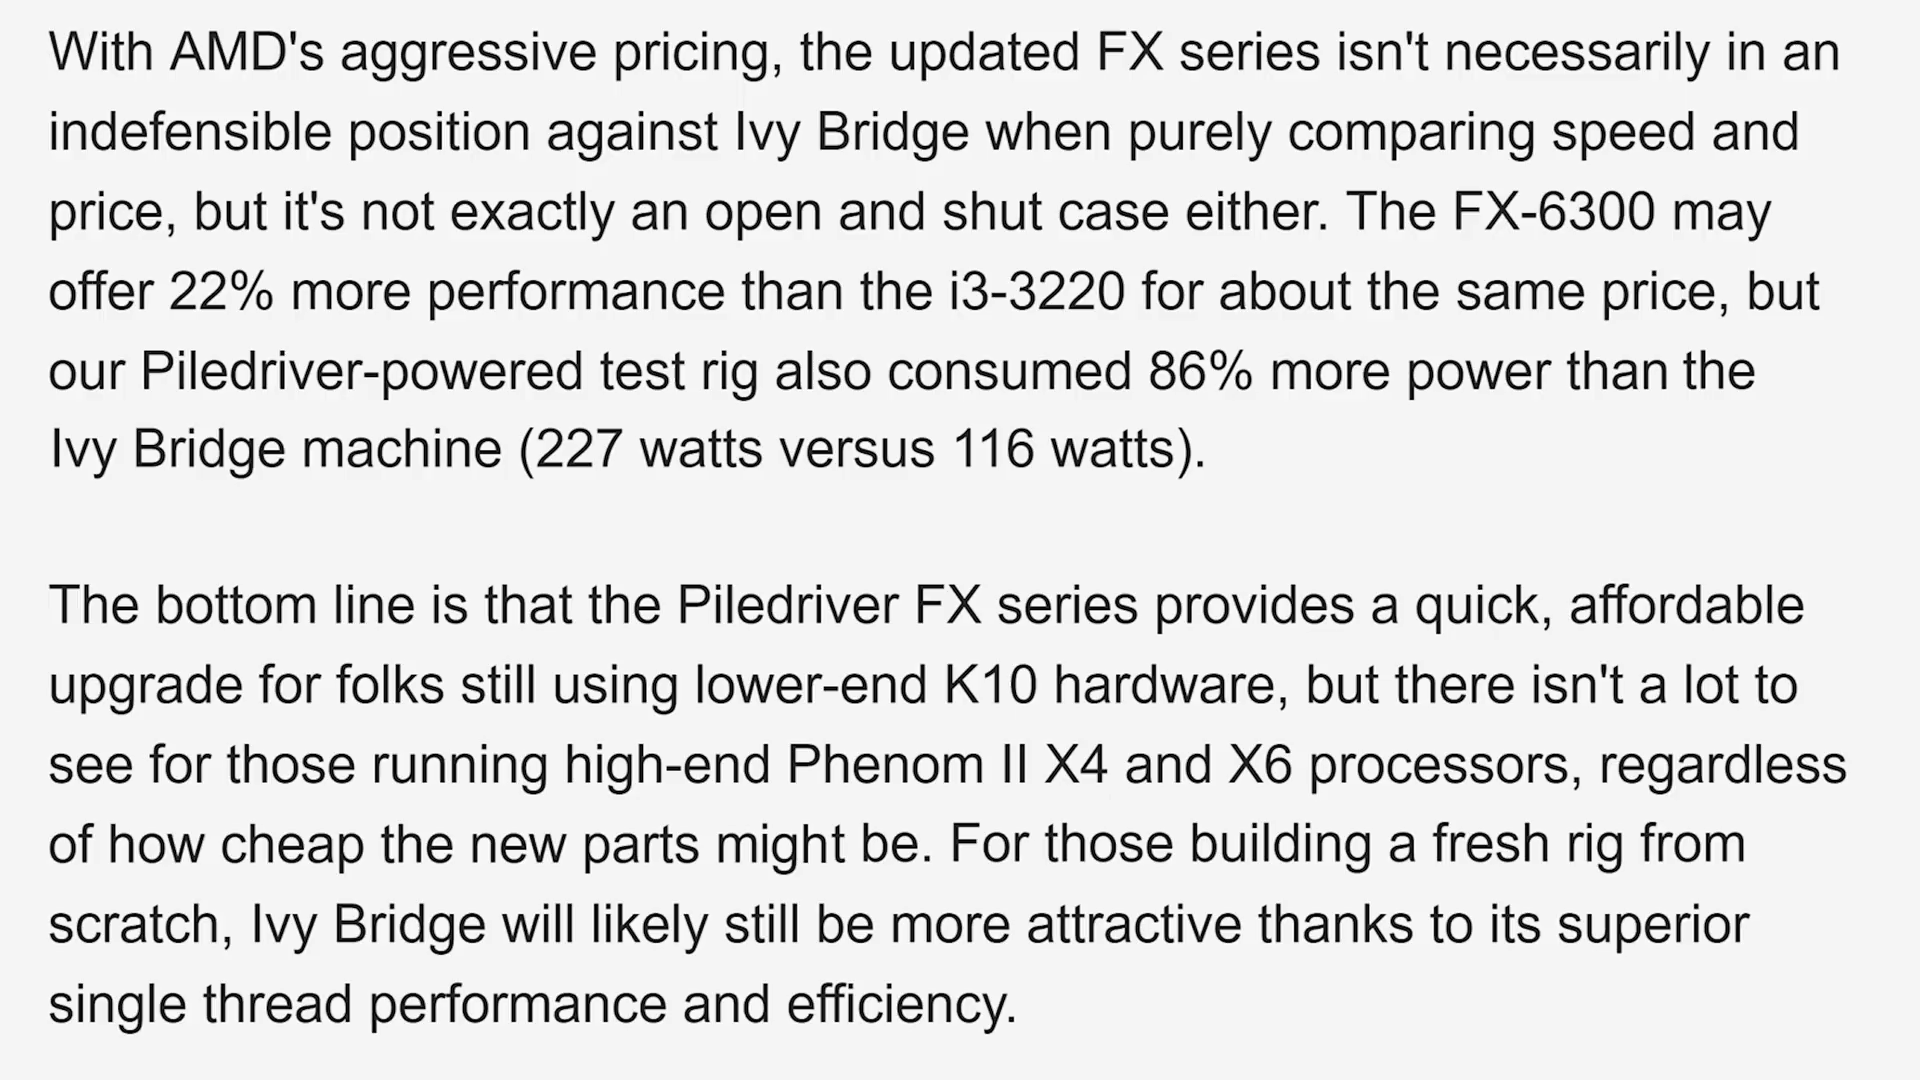 With AMD's aggressive pricing, the updated FX series isn't necessarily in an
indefensible position against Ivy Bridge when purely comparing speed and
price, but it's not exactly an open and shut case either. The FX-6300 may
offer 22% more performance than the i3-3220 for about the same price, but
our Piledriver-powered test rig also consumed 86% more power than the
Ivy Bridge machine (227 watts versus 116 watts).
The bottom line is that the Piledriver FX series provides a quick, affordable
upgrade for folks still using lower-end K10 hardware, but there isn't a lot to
see for those running high-end Phenom II X4 and X6 processors, regardless
of how cheap the new parts might be. For those building a fresh rig from
scratch, Ivy Bridge will likely still be more attractive thanks to its superior
single thread performance and efficiency.